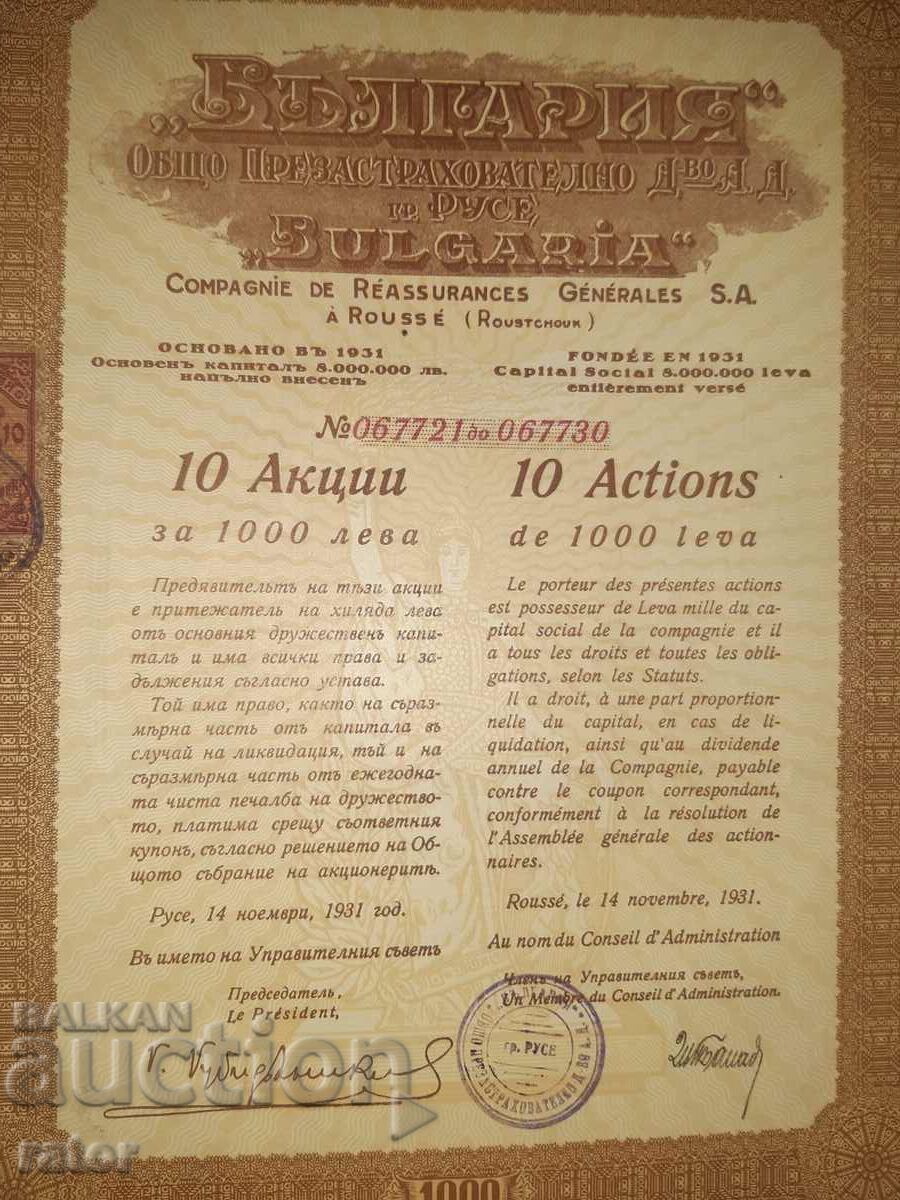 „БЪЛГАРИЯ“
ОБЩО ПРЕЗАСТРАХОВАТЕЛНО Д-ВО А.Д.
ГР. РУСЕ
„BULGARIA“
COMPAGNIE DE RÉASSURANCES GÉNÉRALES S.A.
À ROUSSÉ (ROUSTCHOUK)
ОСНОВАНО ВЪ 1931
Основенъ капиталъ 8.000.000 лв.
напълно внесенъ
FONDÉE EN 1931
Capital Social 8.000.000 leva
entièrement versé
№ 067721 до 067730
10 Акции
за 1000 лева
Предявительтъ на тѣзи акции
е притежатель на хиляда лева
отъ основния дружественъ капи-
талъ и има всички права и за-
дължения съгласно устава.
Той има право, както на съраз-
мѣрна часть отъ капитала въ
случай на ликвидация, тъй и на
съразмѣрна часть отъ ежегодна-
та чиста печалба на дружество-
то, платима срещу съответния
купонъ, съгласно решението на Об-
щото събрание на акционеритѣ.
Русе, 14 ноември, 1931 год.
Въ името на Управителния съветъ
Председатель,
Le Président,
10 Actions
de 1000 leva
Le porteur des présentes actions
est possesseur de Leva mille du ca-
pital social de la compagnie et il
a tous les droits et toutes les obli-
gations, selon les Statuts.
Il a droit, à une part proportion-
nelle du capital, en cas de li-
quidation, ainsi qu'au dividende
annuel de la Compagnie, payable
contre le coupon correspondant,
conformément à la résolution de
l'Assemblée générale des action-
naires.
Roussé, le 14 novembre, 1931.
Au nom du Conseil d'Administration
Членъ на Управителния съветъ,
Un Membre du Conseil d'Administration.
гр. РУСЕ
10
BALKAN
auction
rator
1000